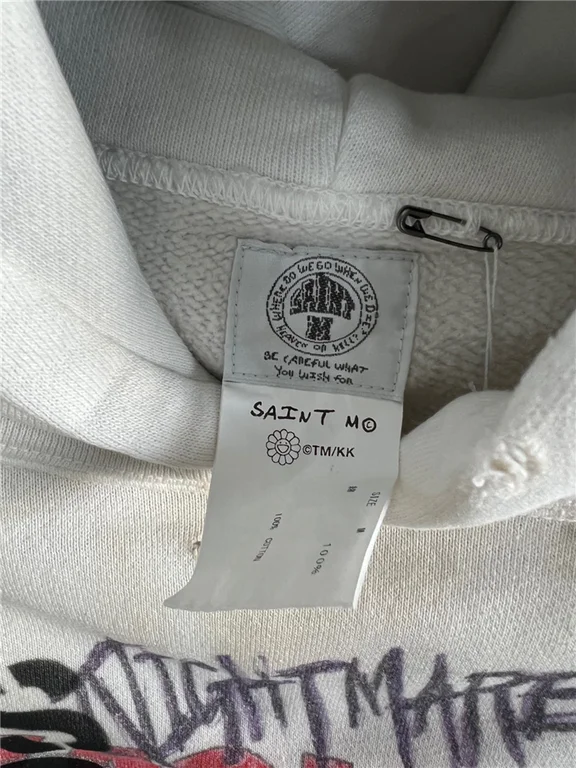 WHERE DO WE GO WHEN WE DIE?
SAINT
M
HEAVEN OR HELL?
BE CAREFUL WHAT
YOU WISH FOR
SAINT M©
©TM/KK
SIZE M
100%
100% COTTON
NIGHTMARE